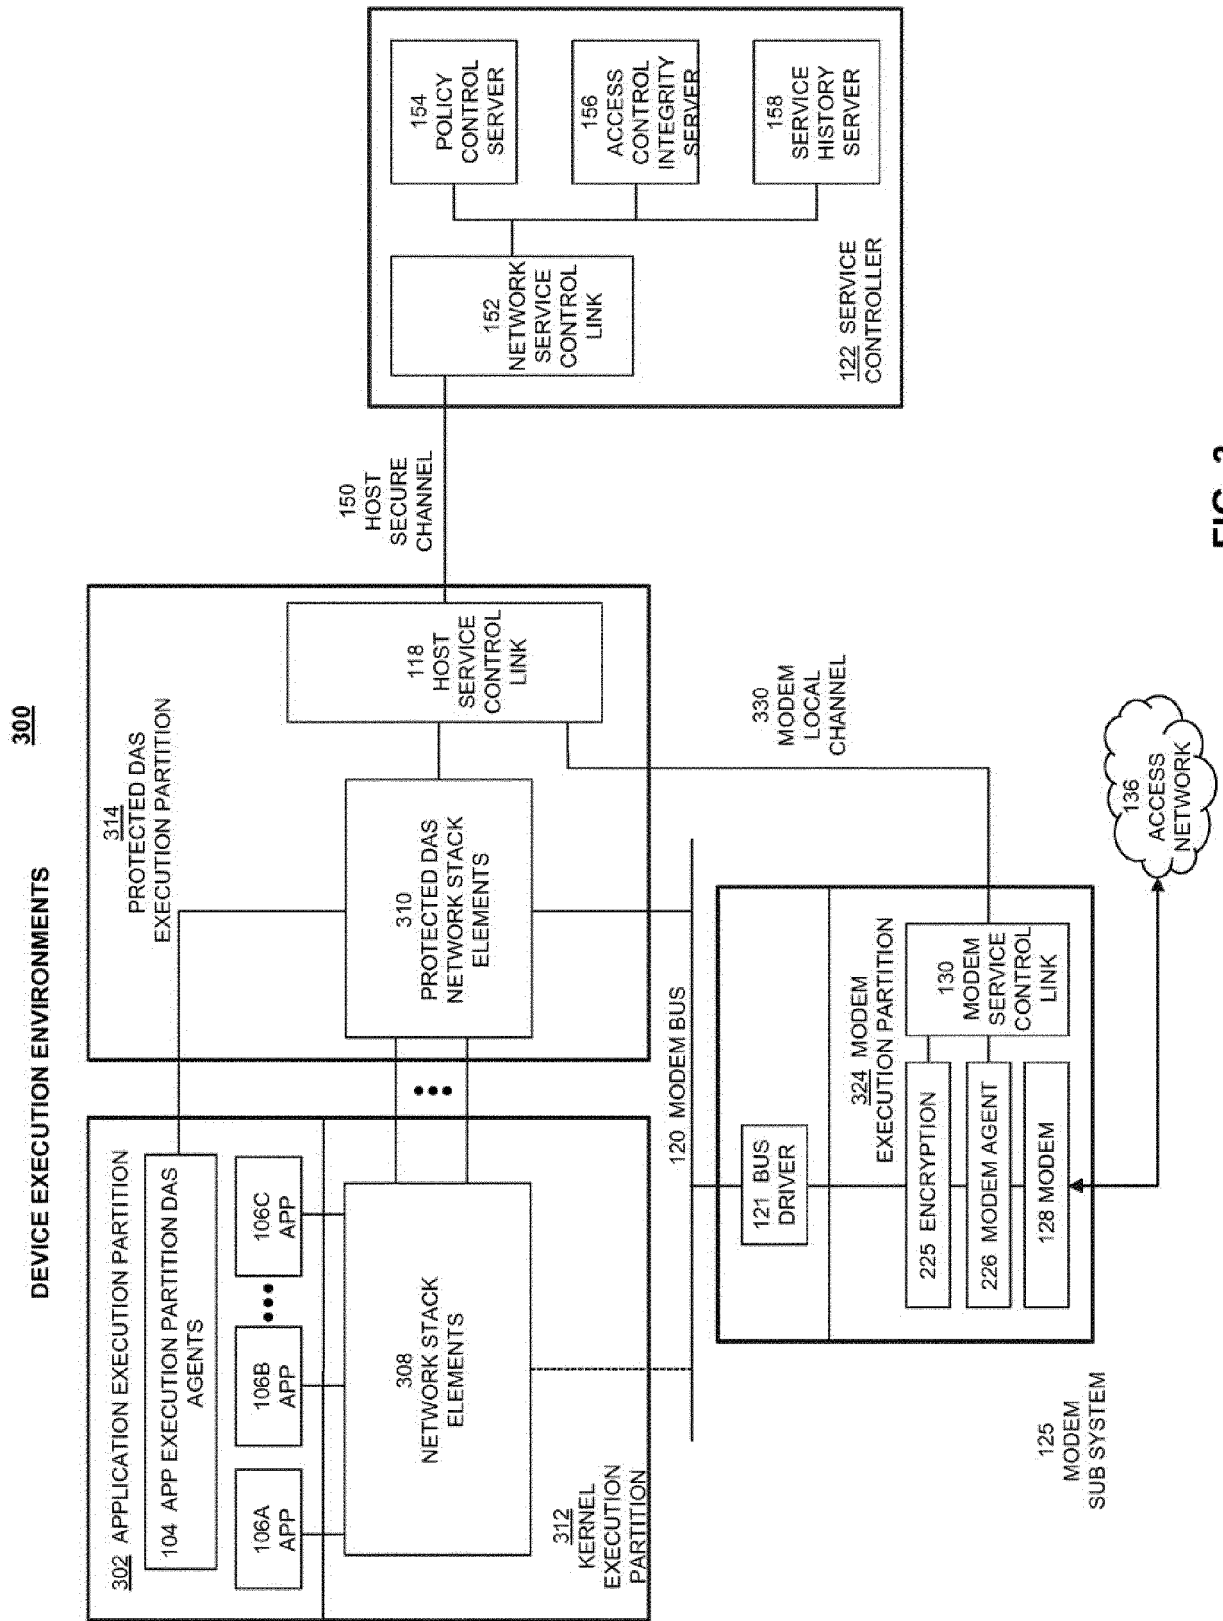 DEVICE EXECUTION ENVIRONMENTS
300
302 APPLICATION EXECUTION PARTITION
104 APP EXECUTION PARTITION DAS
AGENTS
106A
APP
106B
APP
106C
APP
308
NETWORK STACK
ELEMENTS
312
KERNEL
EXECUTION
PARTITION
314
PROTECTED DAS
EXECUTION PARTITION
310
PROTECTED DAS
NETWORK STACK
ELEMENTS
118
HOST
SERVICE
CONTROL
LINK
150
HOST
SECURE
CHANNEL
152
NETWORK
SERVICE
CONTROL
LINK
154
POLICY
CONTROL
SERVER
156
ACCESS
CONTROL
INTEGRITY
SERVER
158
SERVICE
HISTORY
SERVER
122 SERVICE
CONTROLLER
120 MODEM BUS
330
MODEM
LOCAL
CHANNEL
121 BUS
DRIVER
324 MODEM
EXECUTION PARTITION
225 ENCRYPTION
226 MODEM AGENT
128 MODEM
130
MODEM
SERVICE
CONTROL
LINK
125
MODEM
SUB SYSTEM
136
ACCESS
NETWORK
FIG.